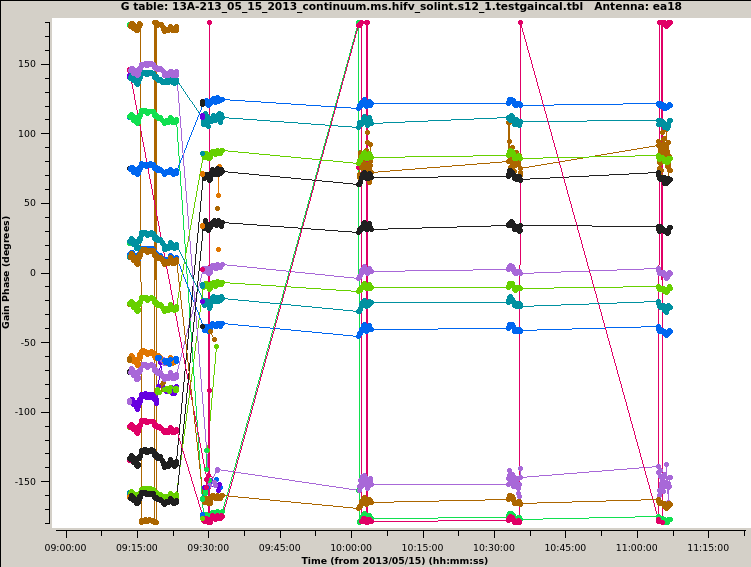 G table: 13A-213_05_15_2013_continuum.ms.hifv_solint.s12_1.testgaincal.tbl   Antenna: ea18
150
100
50
0
-50
-100
-150
Gain Phase (degrees)
09:00:00 09:15:00 09:30:00 09:45:00 10:00:00 10:15:00 10:30:00 10:45:00 11:00:00 11:15:00
Time (from 2013/05/15) (hh:mm:ss)